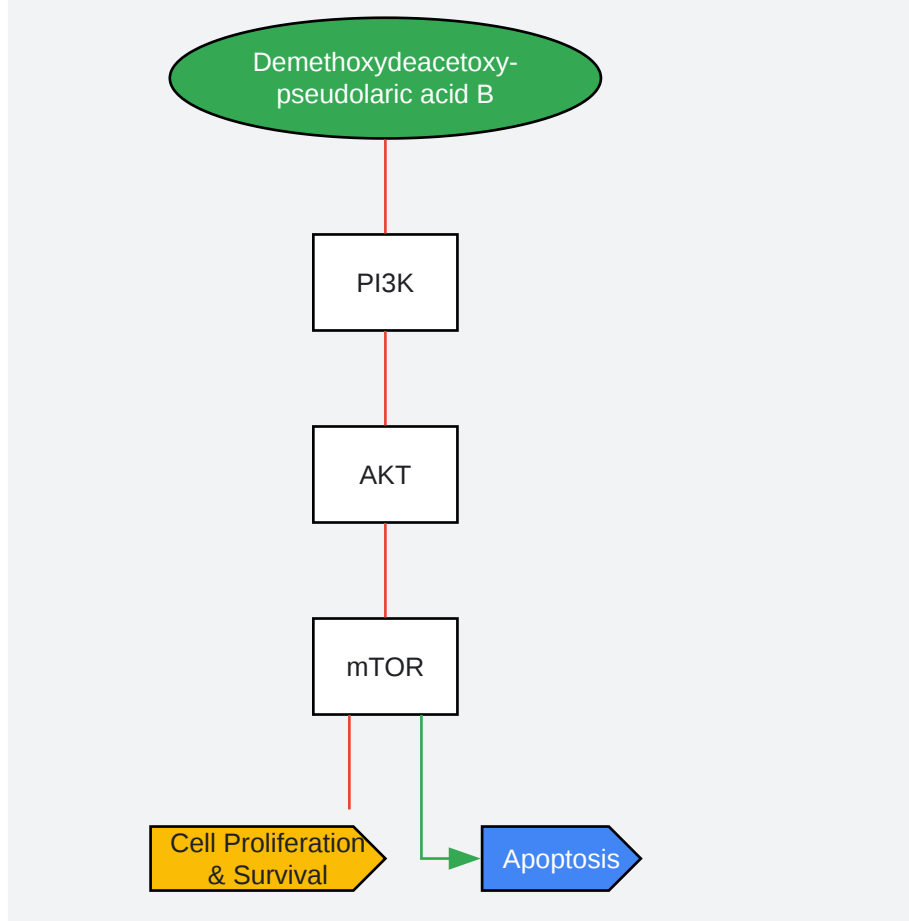 Demethoxydeacetoxy-
pseudolaric acid B
PI3K
AKT
mTOR
Cell Proliferation
& Survival
Apoptosis